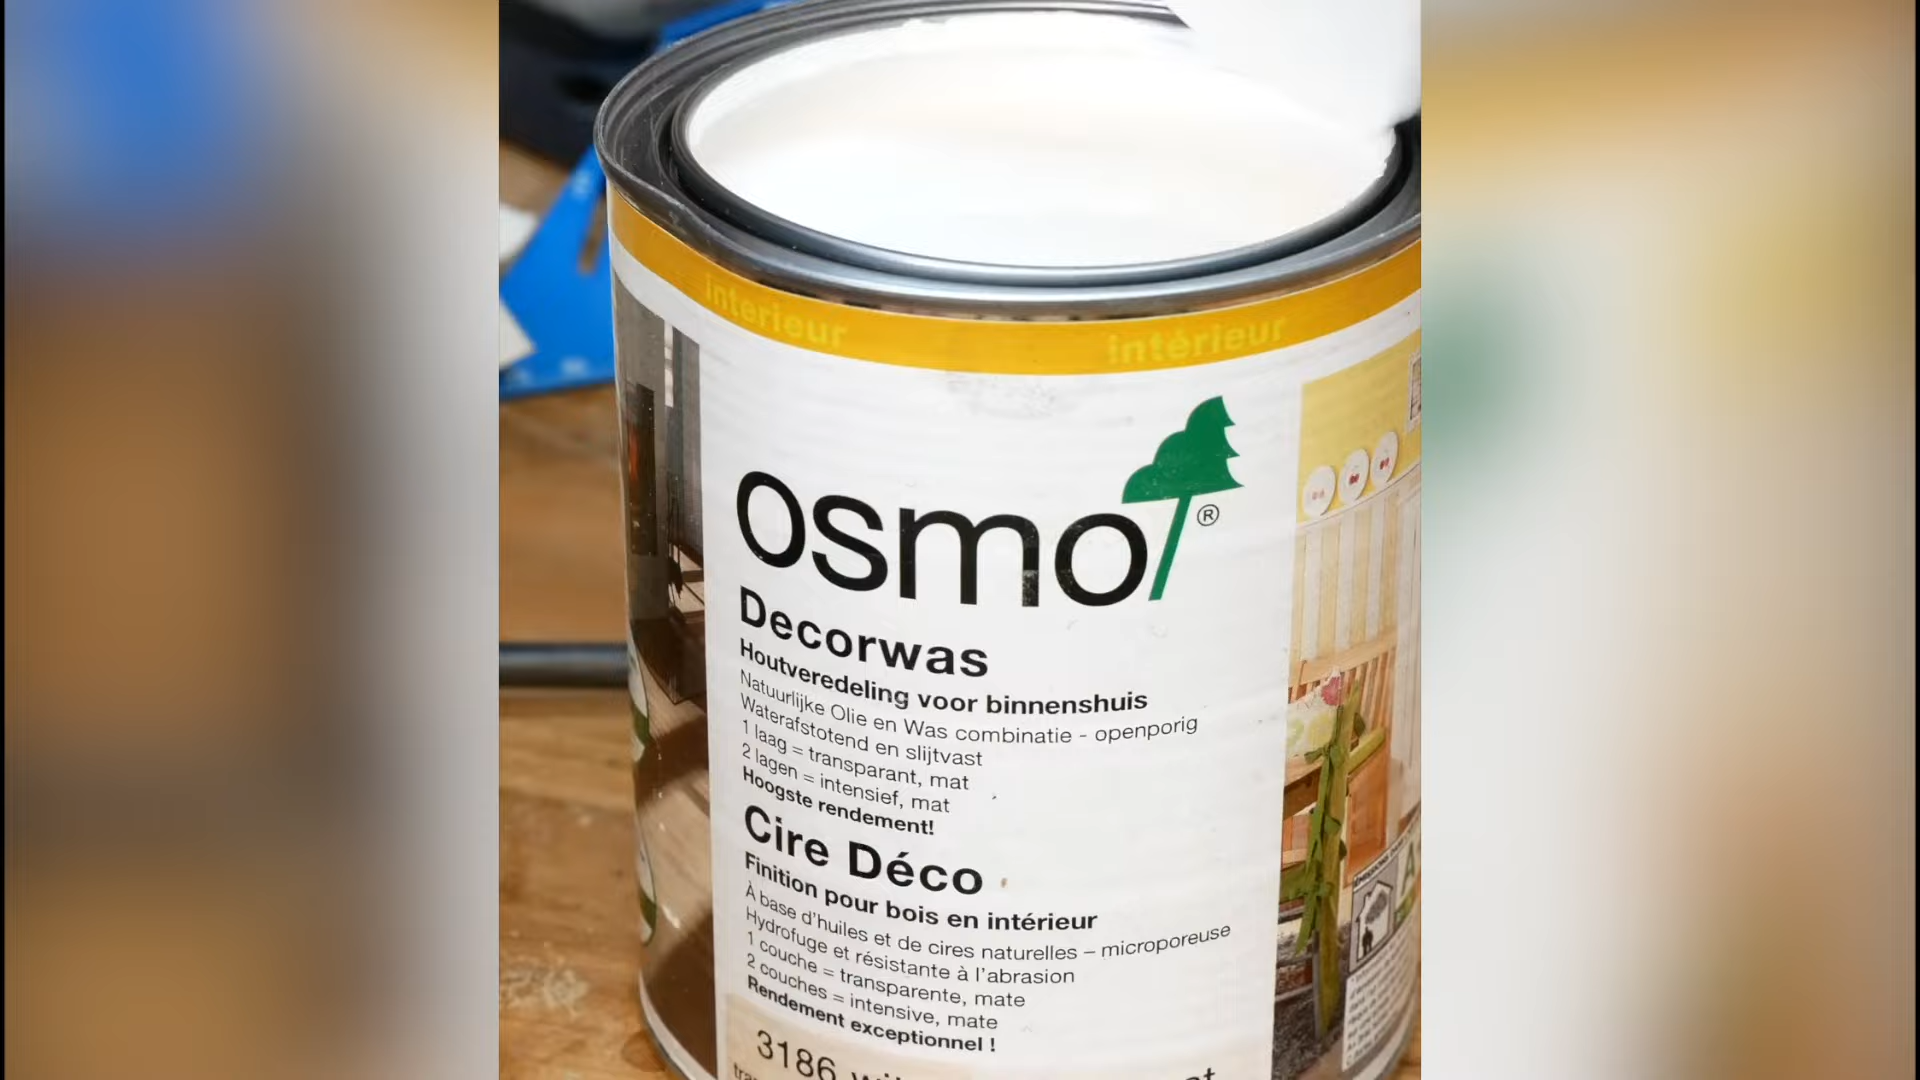 interieur
intérieur
osmo®
Decorwas
Houtveredeling voor binnenshuis
Natuurlijke Olie en Was combinatie - openporig
Waterafstotend en slijtvast
1 laag = transparant, mat
2 lagen = intensief, mat
Hoogste rendement!
Cire Déco
Finition pour bois en intérieur
À base d'huiles et de cires naturelles – microporeuse
Hydrofuge et résistante à l'abrasion
1 couche = transparente, mate
2 couches = intensive, mate
Rendement exceptionnel !
3186